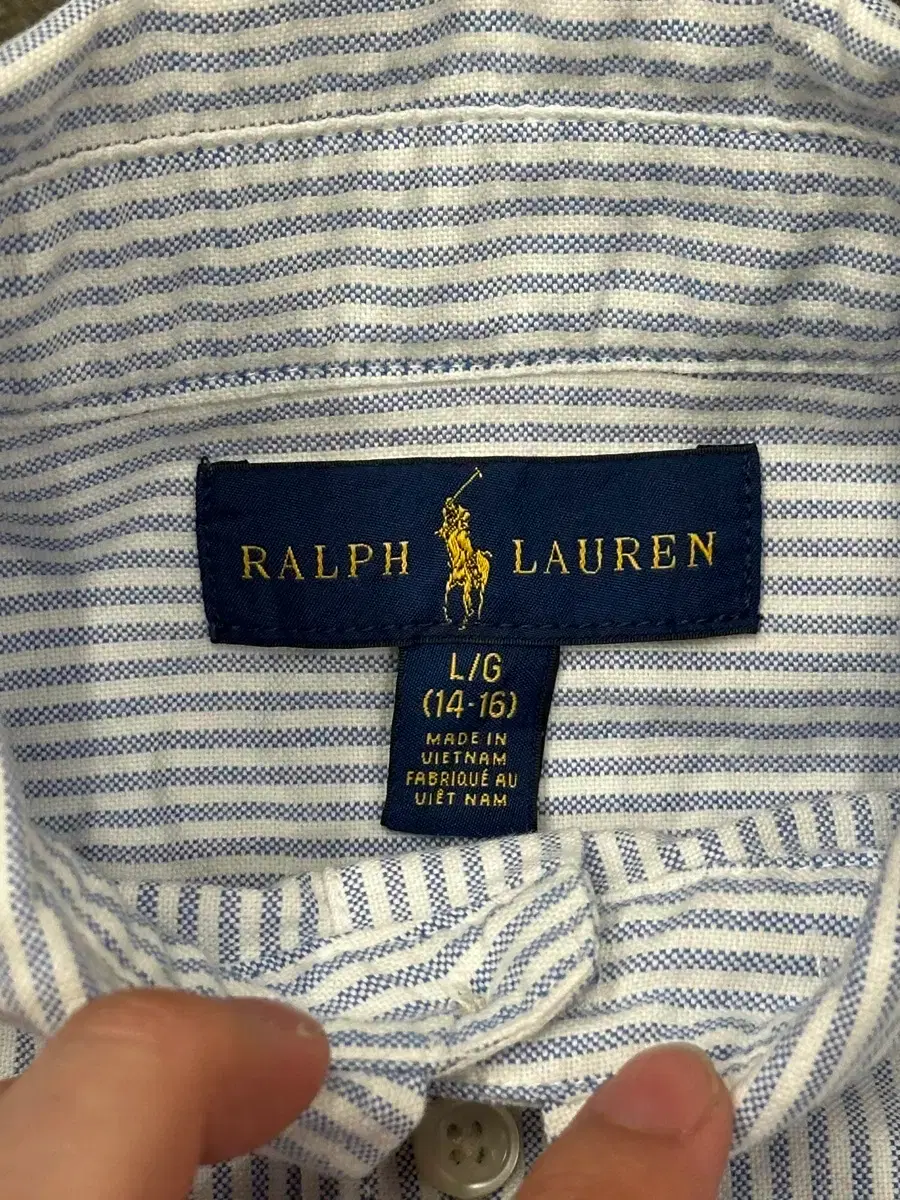 RALPH LAUREN
L/G
(14-16)
MADE IN
VIETNAM
FABRIQUÉ AU
VIÊT NAM